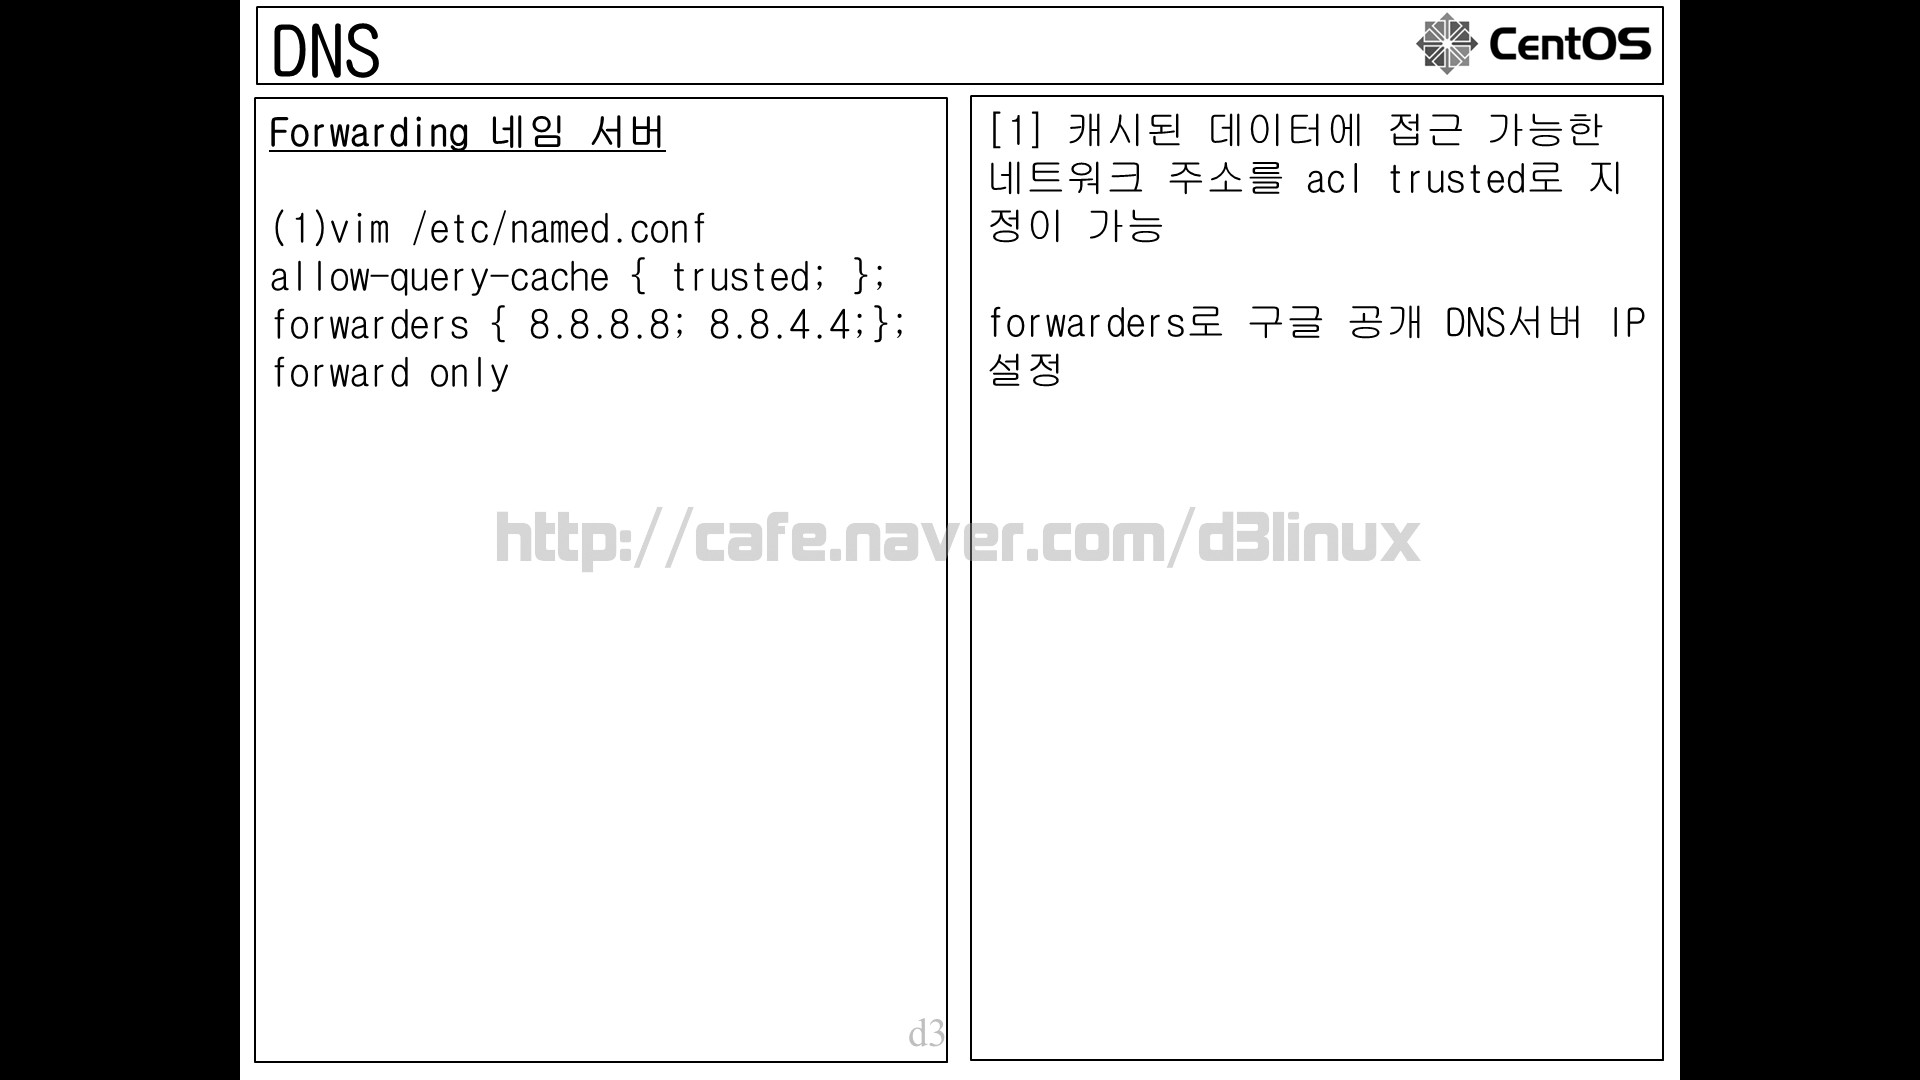 DNS
CentOS
Forwarding 네임 서버
(1)vim /etc/named.conf
allow-query-cache { trusted; };
forwarders { 8.8.8.8; 8.8.4.4;};
forward only
[1] 캐시된 데이터에 접근 가능한
네트워크 주소를 acl trusted로 지
정이 가능
forwarders로 구글 공개 DNS서버 IP
설정
http://cafe.naver.com/d3linux
d3